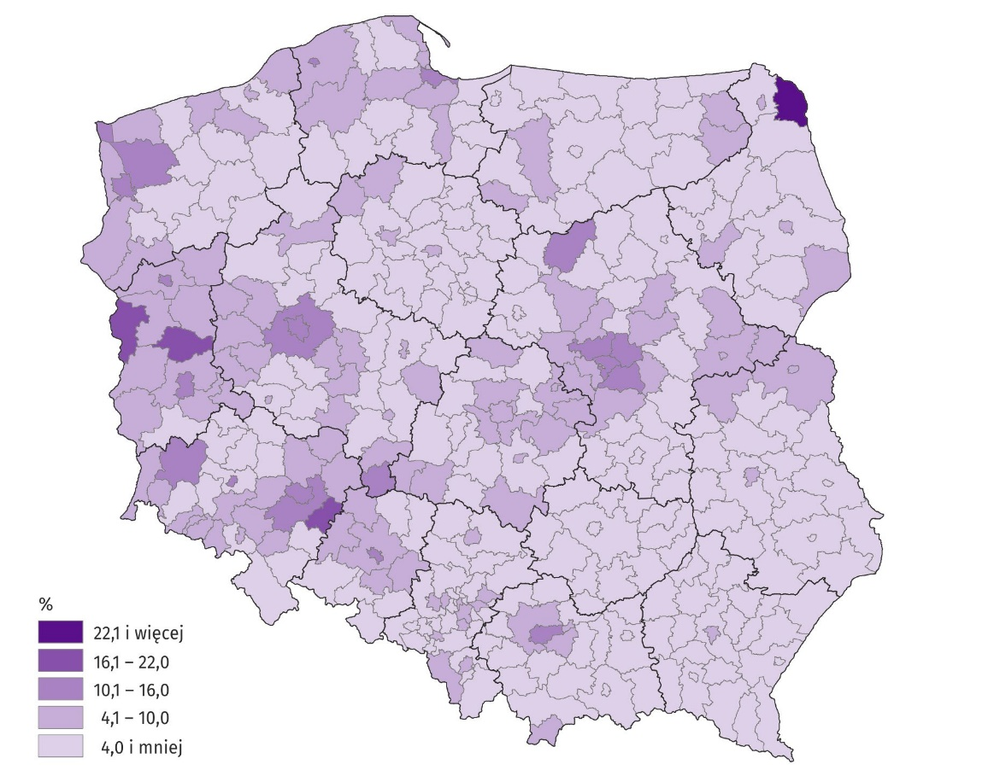 %
22,1 i więcej
16,1 – 22,0
10,1 – 16,0
4,1 – 10,0
4,0 i mniej